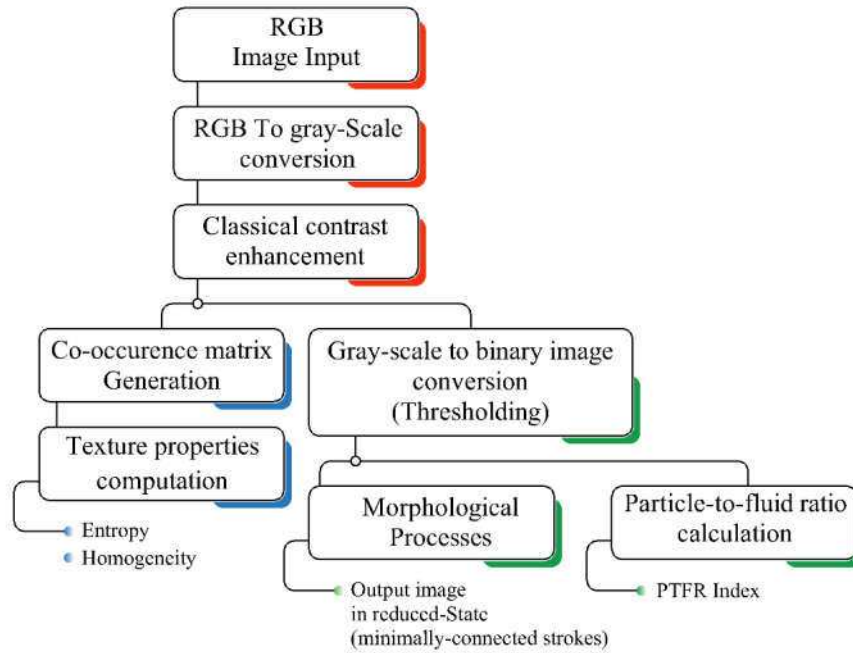 RGB
Image Input
RGB To gray-Scale
conversion
Classical contrast
enhancement
Co-occurence matrix
Generation
Gray-scale to binary image
conversion
(Thresholding)
Texture properties
computation
Entropy
Homogeneity
Morphological
Processes
Particle-to-fluid ratio
calculation
Output image
in reduced-State
(minimally-connected strokes)
PTFR Index